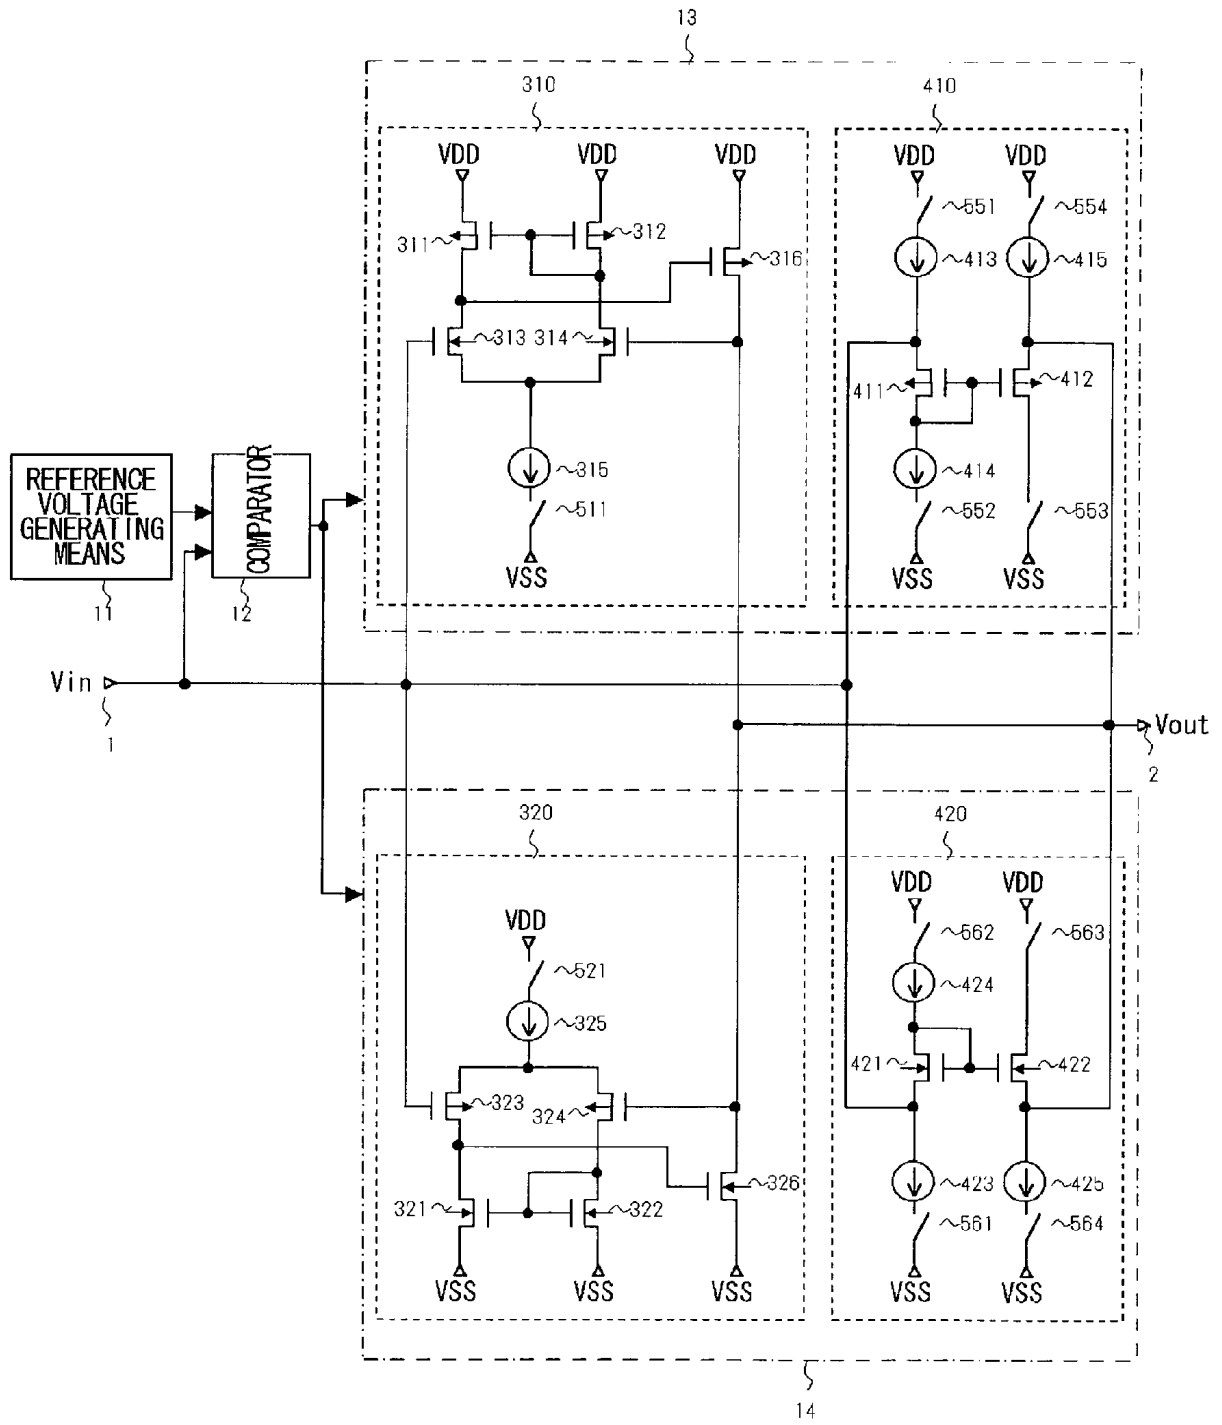 13
310
410
VDD
VDD
VDD
VDD
VDD
551
554
311
312
316
413
415
313
314
411
412
315
414
511
552
553
VSS
VSS
VSS
REFERENCE
VOLTAGE
GENERATING
MEANS
COMPARATOR
11
12
Vin
1
Vout
2
320
420
VDD
VDD
VDD
562
563
521
424
325
421
422
323
324
321
322
326
423
425
561
564
VSS
VSS
VSS
VSS
VSS
14